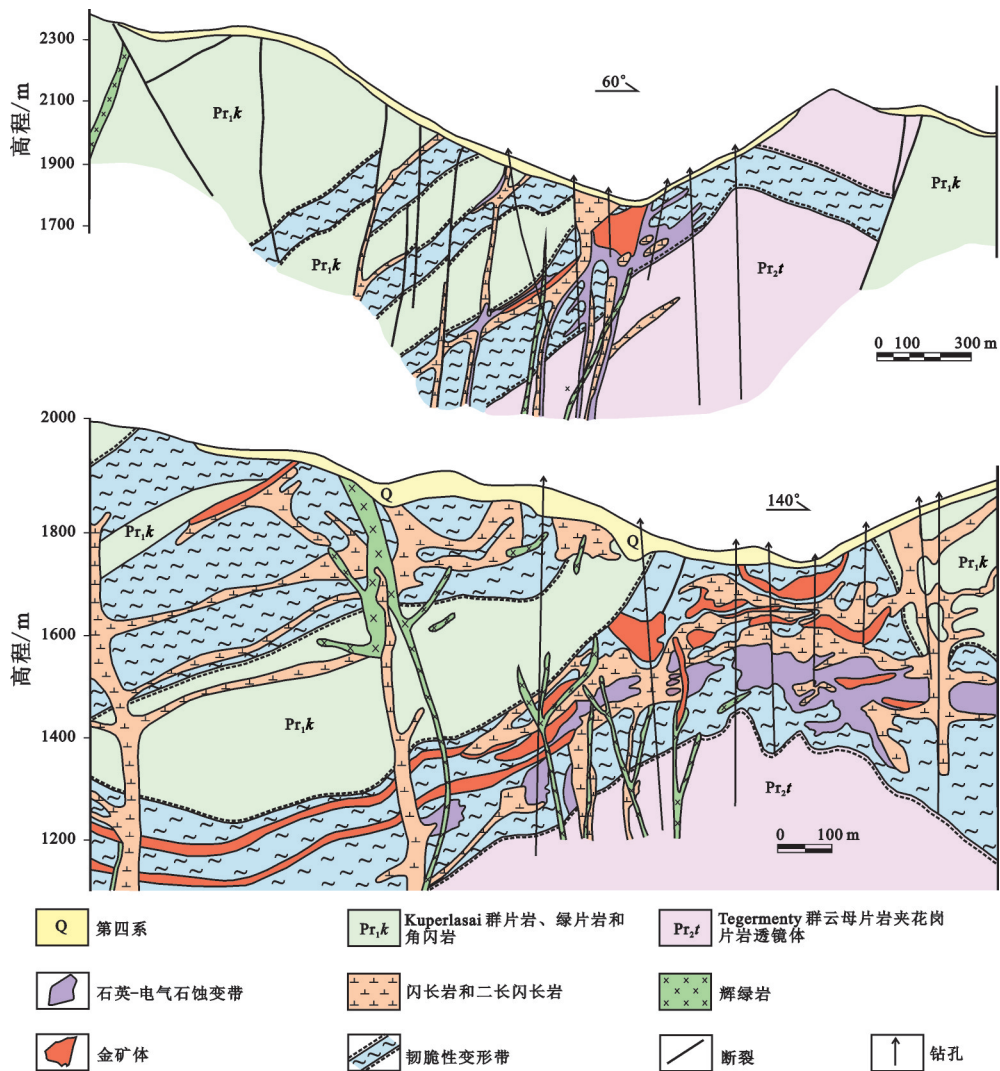 2300
2100
1900
1700
高程/m
60°
Pr₁k
Pr₁k
Pr₁k
Pr₁k
Pr₂t
0 100 300 m
2000
1800
1600
1400
1200
高程/m
Q
Q
140°
Pr₁k
Pr₁k
Pr₁k
Pr₂t
0 100 m
Q 第四系
Pr₁k Kuperlasai 群片岩、绿片岩和
角闪岩
Pr₂t Tegermenty 群云母片岩夹花岗
片岩透镜体
石英-电气石蚀变带
闪长岩和二长闪长岩
辉绿岩
金矿体
韧脆性变形带
断裂
钻孔